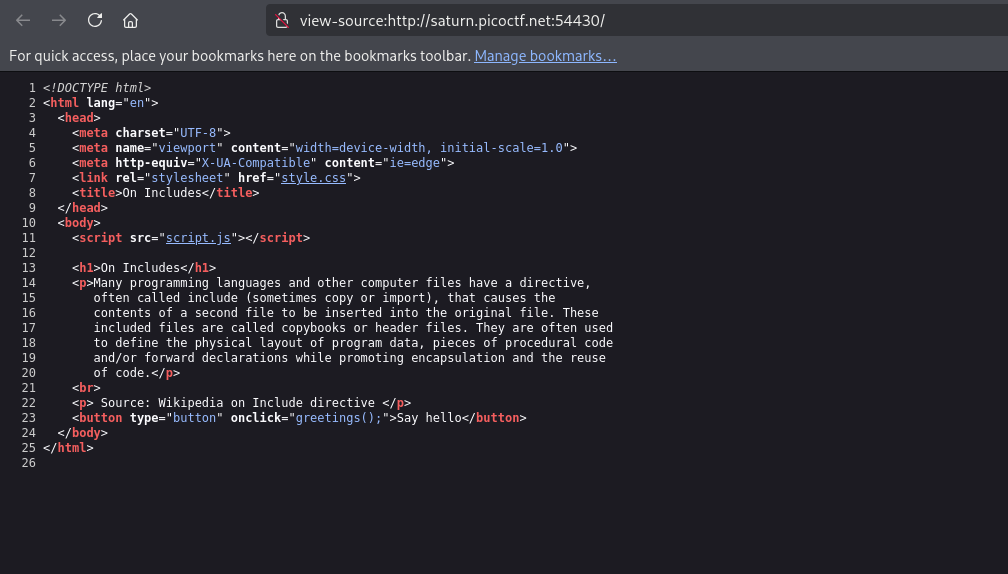 view-source:http://saturn.picoctf.net:54430/
For quick access, place your bookmarks here on the bookmarks toolbar. Manage bookmarks...
1 <!DOCTYPE html>
2 <html lang="en">
3   <head>
4     <meta charset="UTF-8">
5     <meta name="viewport" content="width=device-width, initial-scale=1.0">
6     <meta http-equiv="X-UA-Compatible" content="ie=edge">
7     <link rel="stylesheet" href="style.css">
8     <title>On Includes</title>
9   </head>
10   <body>
11     <script src="script.js"></script>
12
13     <h1>On Includes</h1>
14     <p>Many programming languages and other computer files have a directive,
15        often called include (sometimes copy or import), that causes the
16        contents of a second file to be inserted into the original file. These
17        included files are called copybooks or header files. They are often used
18        to define the physical layout of program data, pieces of procedural code
19        and/or forward declarations while promoting encapsulation and the reuse
20        of code.</p>
21     <br>
22     <p> Source: Wikipedia on Include directive </p>
23     <button type="button" onclick="greetings();">Say hello</button>
24   </body>
25 </html>
26